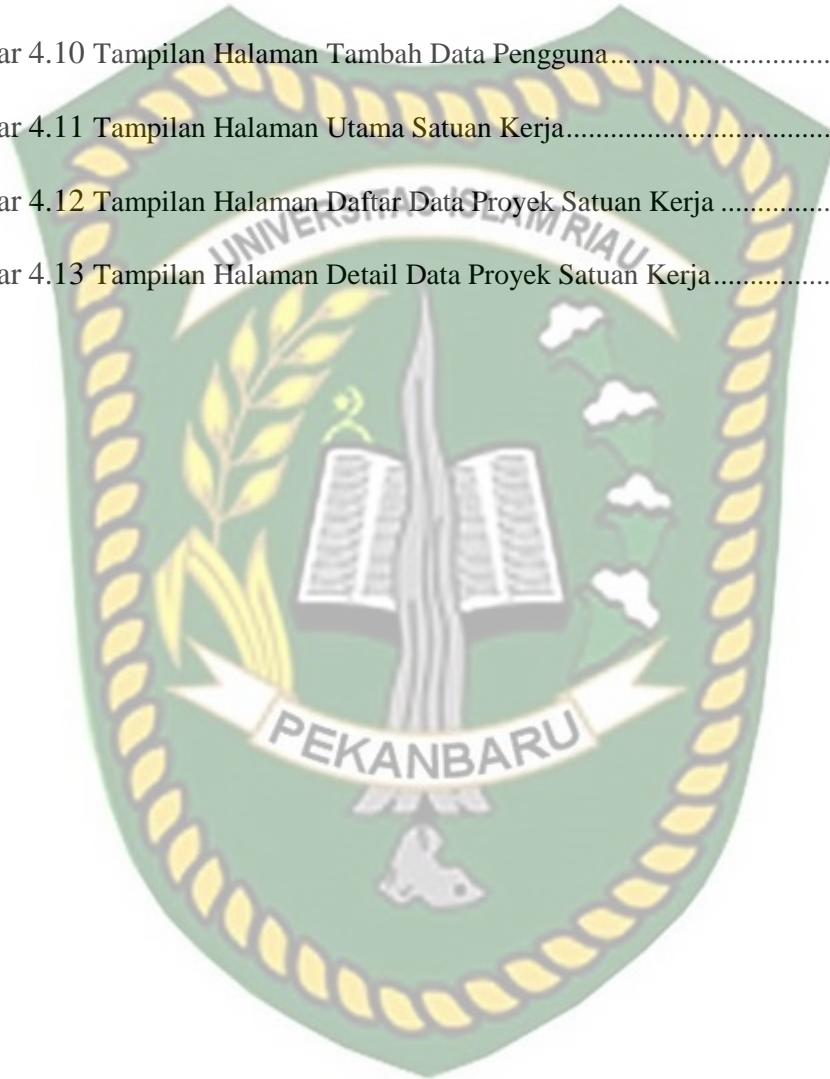 ar 4.10 Tampilan Halaman Tambah Data Pengguna..............................
ar 4.11 Tampilan Halaman Utama Satuan Kerja....................................
ar 4.12 Tampilan Halaman Daftar Data Proyek Satuan Kerja ...............
UNIVERSITAS ISLAM RIAU
ar 4.13 Tampilan Halaman Detail Data Proyek Satuan Kerja................
PEKANBARU